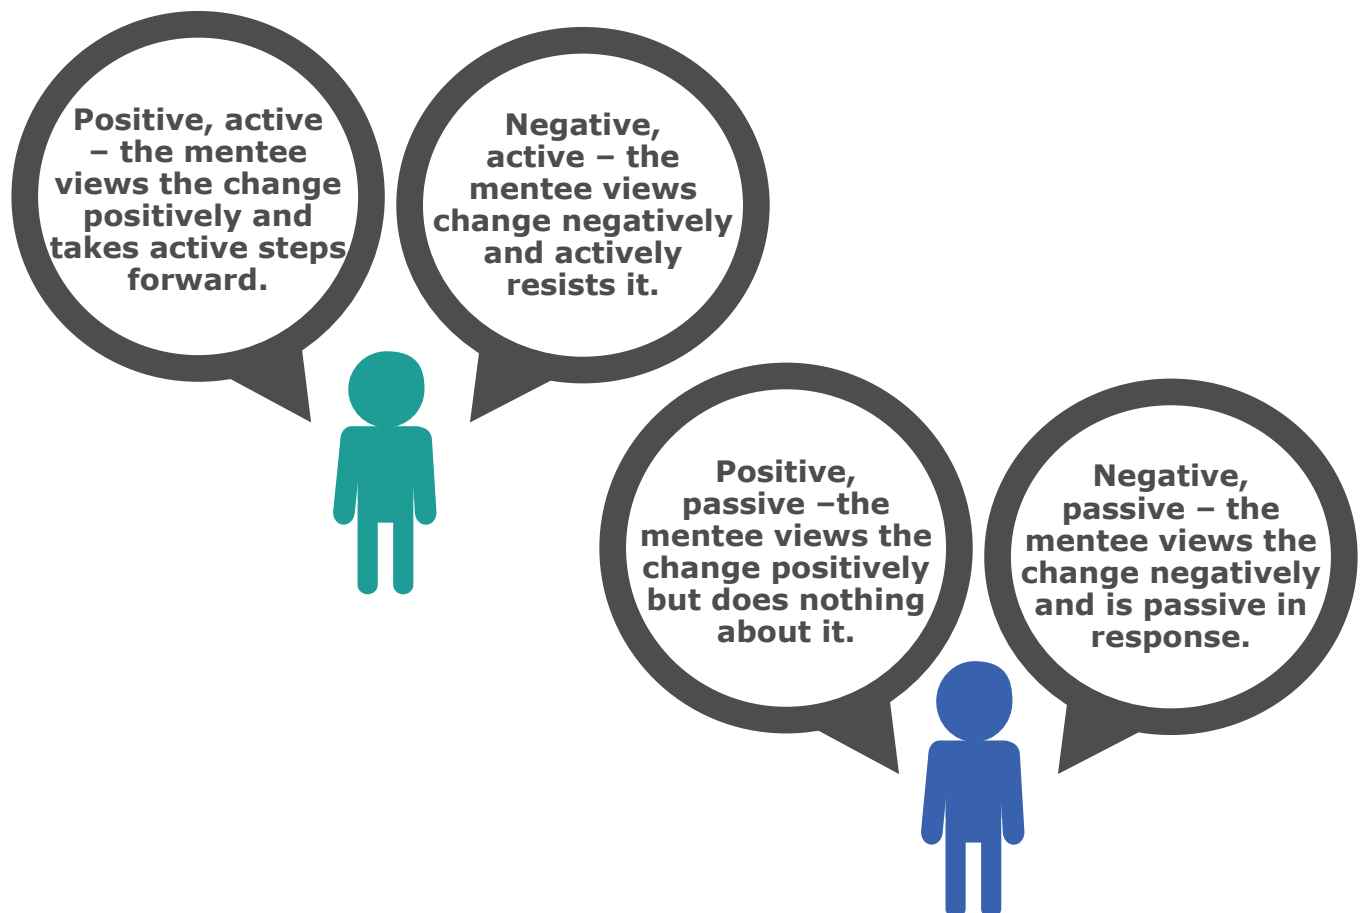 Positive, active
– the mentee
views the change
positively and
takes active steps
forward.
Negative,
active – the
mentee views
change negatively
and actively
resists it.
Positive,
passive –the
mentee views the
change positively
but does nothing
about it.
Negative,
passive – the
mentee views the
change negatively
and is passive in
response.